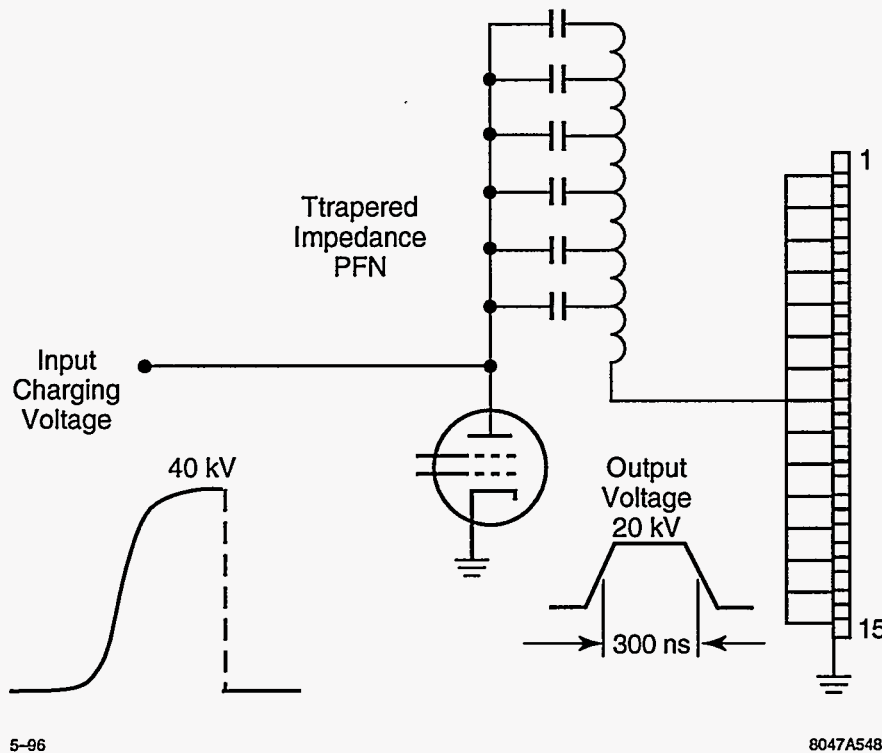 Ttrapered
Impedance
PFN
1
Input
Charging
Voltage
40 kV
Output
Voltage
20 kV
300 ns
15
5–96
8047A548